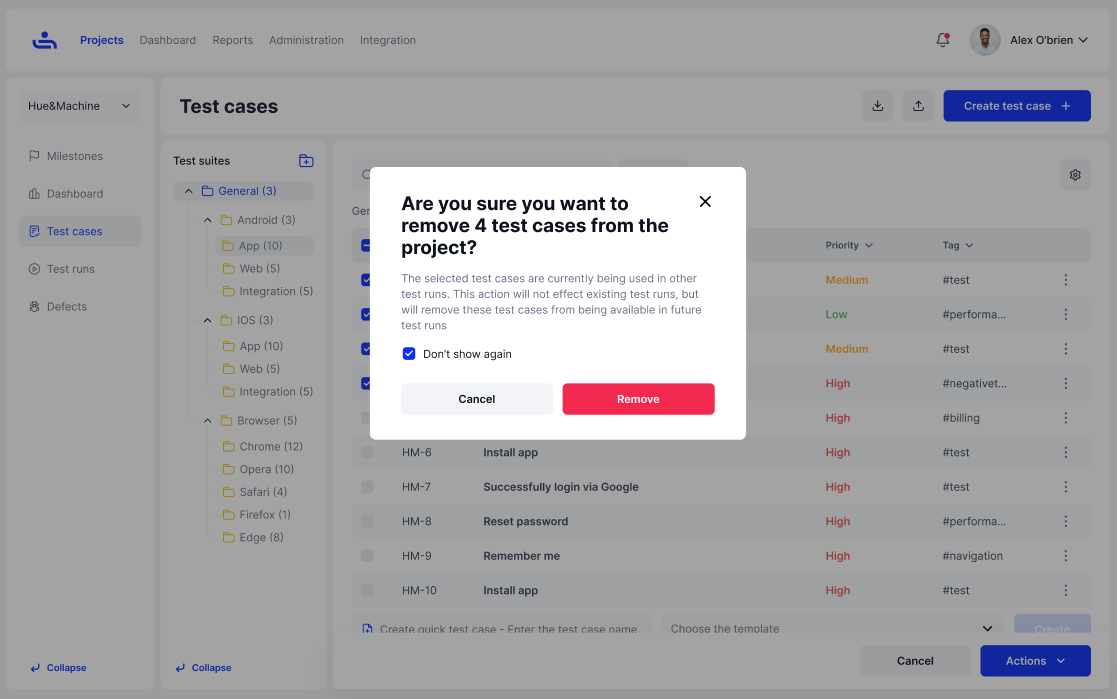 Projects
Dashboard
Reports
Administration
Integration
Alex O'brien
Hue&Machine
Milestones
Dashboard
Test cases
Test runs
Defects
Collapse
Test cases
Create test case
Test suites
General (3)
Android (3)
App (10)
Web (5)
Integration (5)
IOS (3)
App (10)
Web (5)
Integration (5)
Browser (5)
Chrome (12)
Opera (10)
Safari (4)
Firefox (1)
Edge (8)
Collapse
Are you sure you want to
remove 4 test cases from the
project?
The selected test cases are currently being used in other
test runs. This action will not effect existing test runs, but
will remove these test cases from being available in future
test runs
Don't show again
Cancel
Remove
Priority
Tag
Medium #test
Low #performa...
Medium #test
High #negativet...
High #billing
HM-6 Install app High #test
HM-7 Successfully login via Google High #test
HM-8 Reset password High #performa...
HM-9 Remember me High #navigation
HM-10 Install app High #test
Create quick test case - Enter the test case name
Choose the template
Create
Cancel
Actions